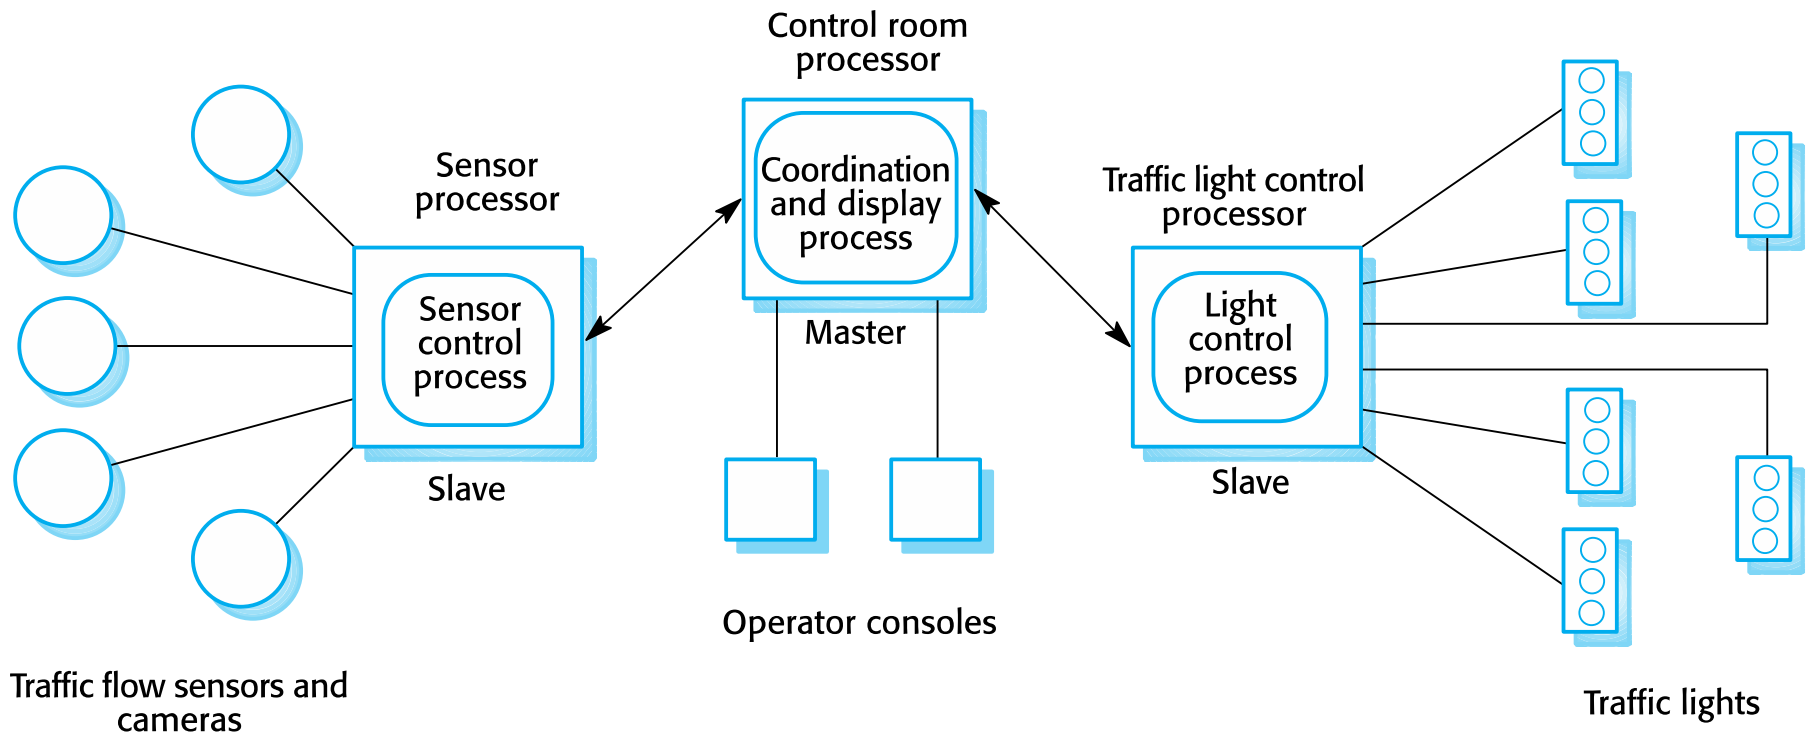 Control room
processor
Sensor
processor
Coordination
and display
process
Traffic light control
processor
Sensor
control
process
Master
Light
control
process
Slave
Slave
Operator consoles
Traffic flow sensors and
cameras
Traffic lights